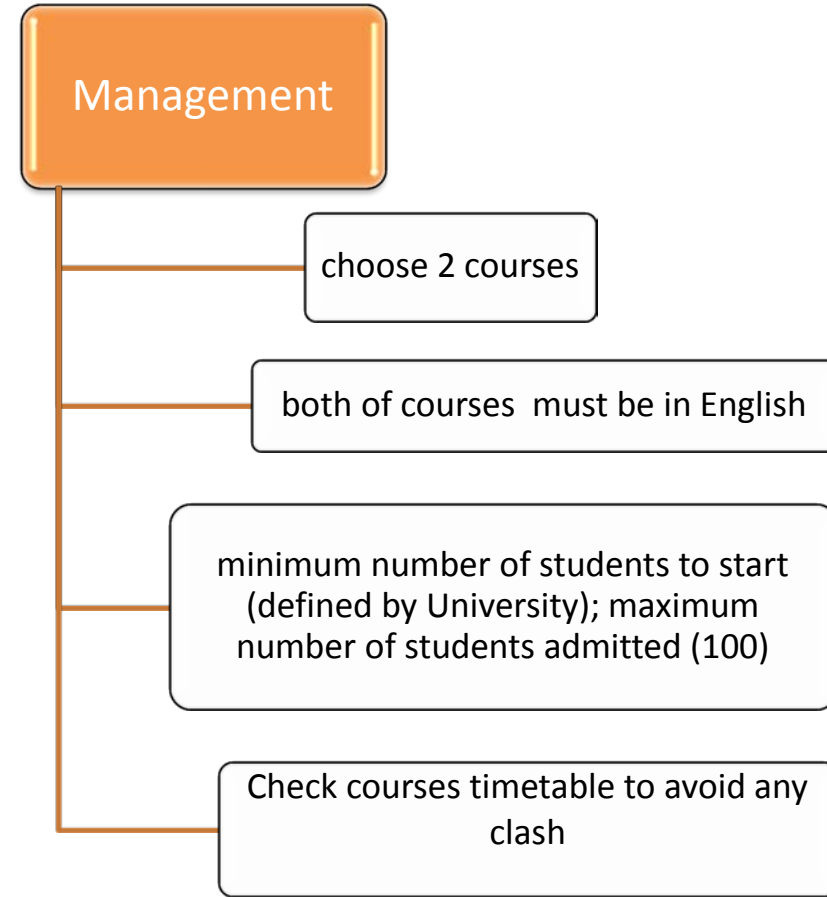 Management
choose 2 courses
both of courses  must be in English
minimum number of students to start
(defined by University); maximum
number of students admitted (100)
Check courses timetable to avoid any
clash